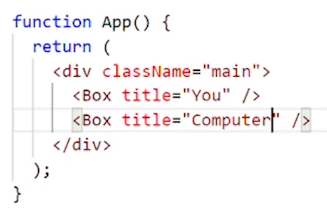 function App() {
  return (
    <div className="main">
      <Box title="You" />
      <Box title="Computer" />
    </div>
  );
}